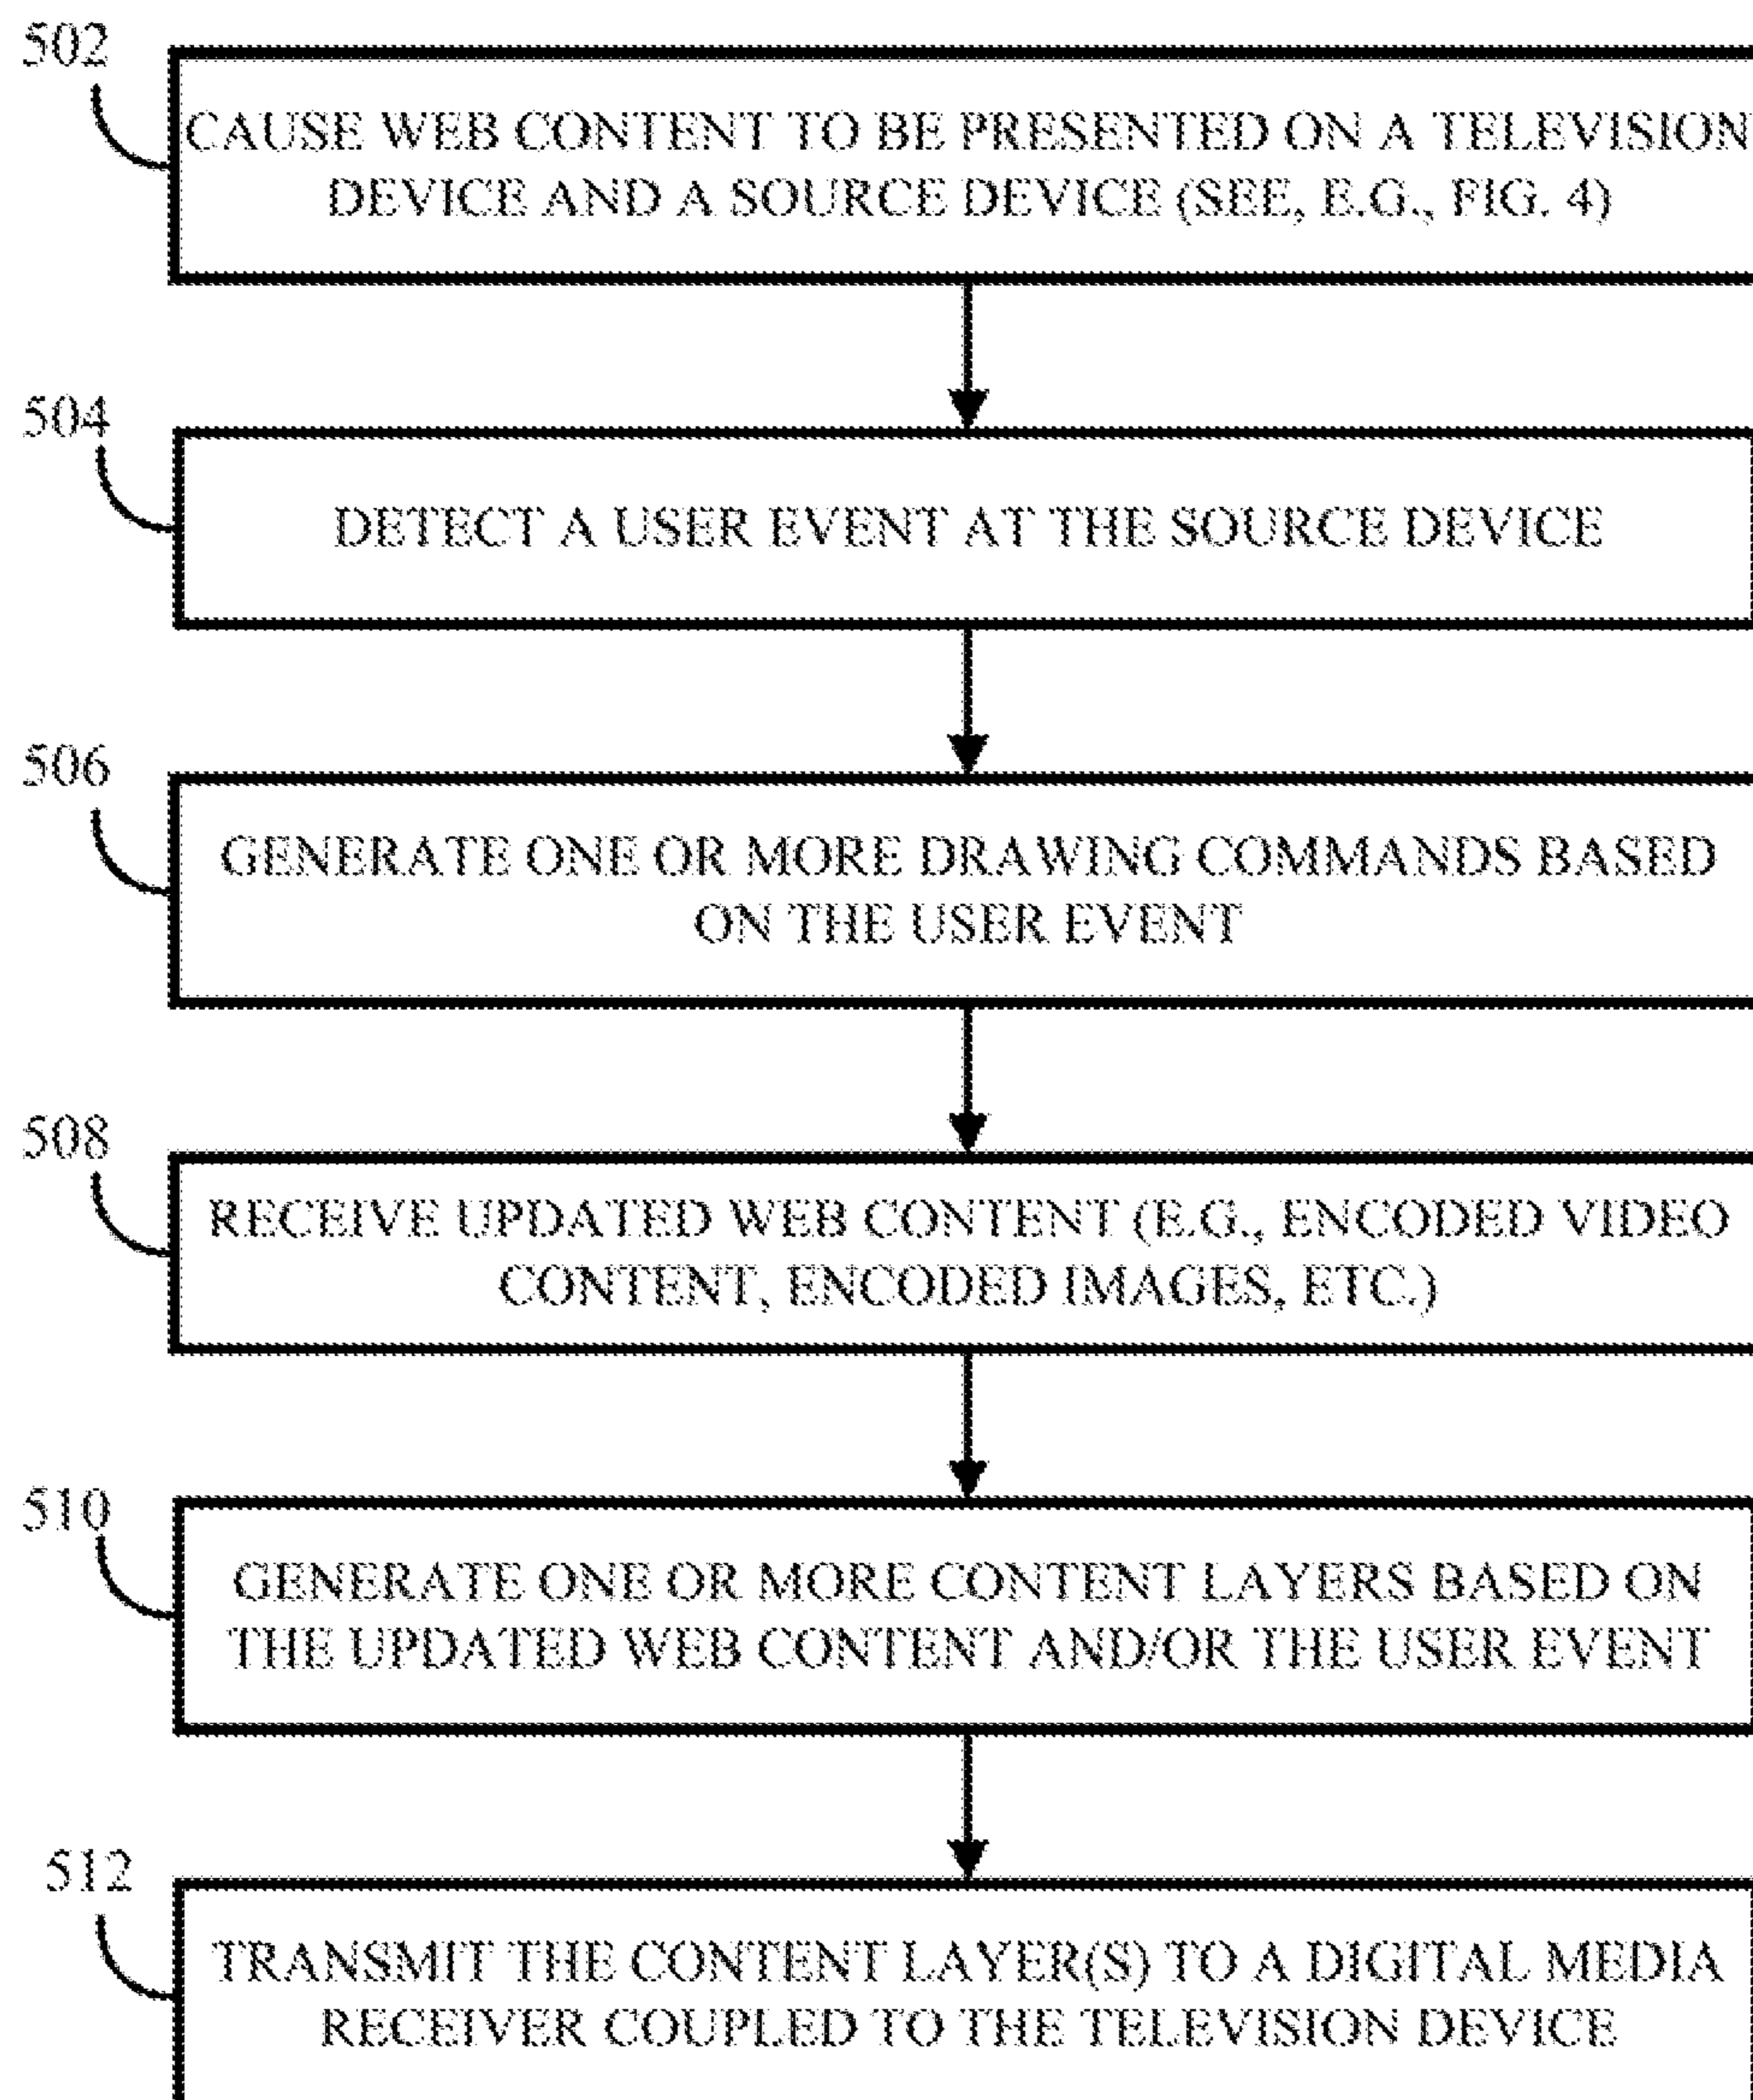 502
CAUSE WEB CONTENT TO BE PRESENTED ON A TELEVISION
DEVICE AND A SOURCE DEVICE (SEE, E.G., FIG. 4)
504
DETECT A USER EVENT AT THE SOURCE DEVICE
506
GENERATE ONE OR MORE DRAWING COMMANDS BASED
ON THE USER EVENT
508
RECEIVE UPDATED WEB CONTENT (E.G., ENCODED VIDEO
CONTENT, ENCODED IMAGES, ETC.)
510
GENERATE ONE OR MORE CONTENT LAYERS BASED ON
THE UPDATED WEB CONTENT AND/OR THE USER EVENT
512
TRANSMIT THE CONTENT LAYER(S) TO A DIGITAL MEDIA
RECEIVER COUPLED TO THE TELEVISION DEVICE